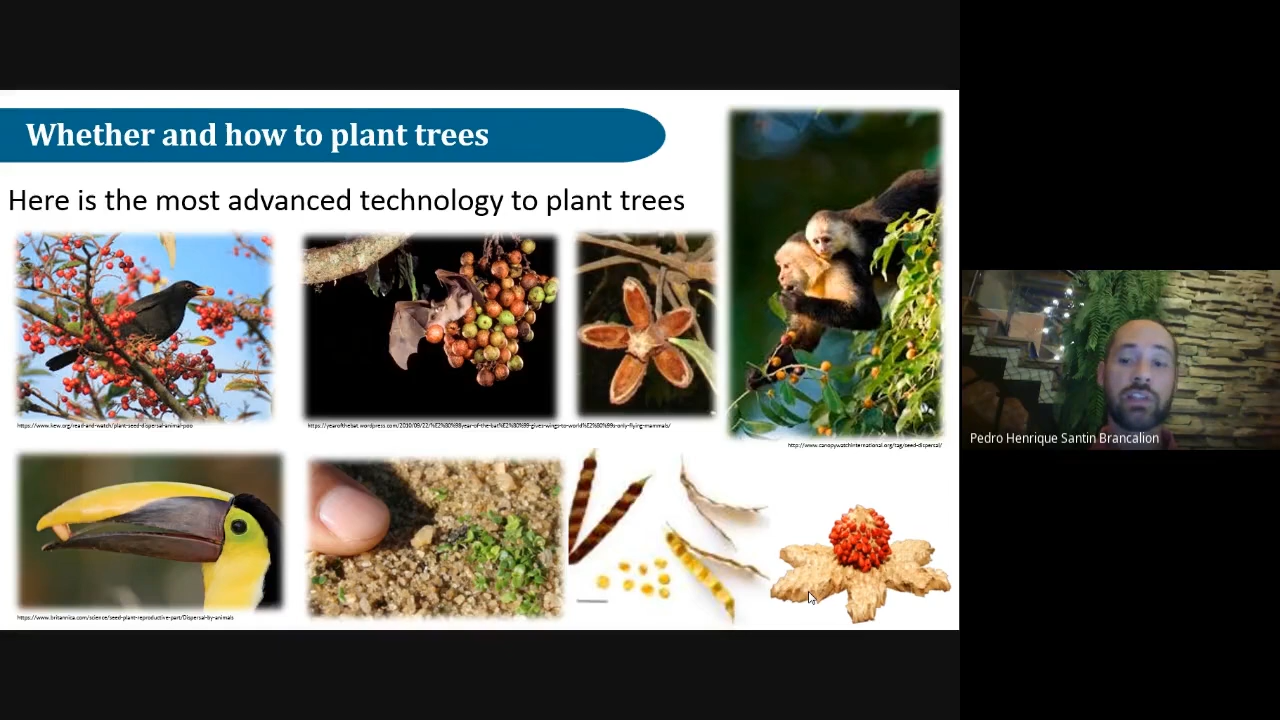 Whether and how to plant trees
Here is the most advanced technology to plant trees
https://www.kew.org/read-and-watch/plant-seed-dispersal-animal-poo
https://yearofthebat.wordpress.com/2010/09/22/%E2%80%98year-of-the-bat%E2%80%99-gives-wings-to-world%E2%80%99s-only-flying-mammals/
http://www.canopywatchinternational.org/tag/seed-dispersal/
Pedro Henrique Santin Brancalion
https://www.britannica.com/science/seed-plant-reproductive-part/Dispersal-by-animals